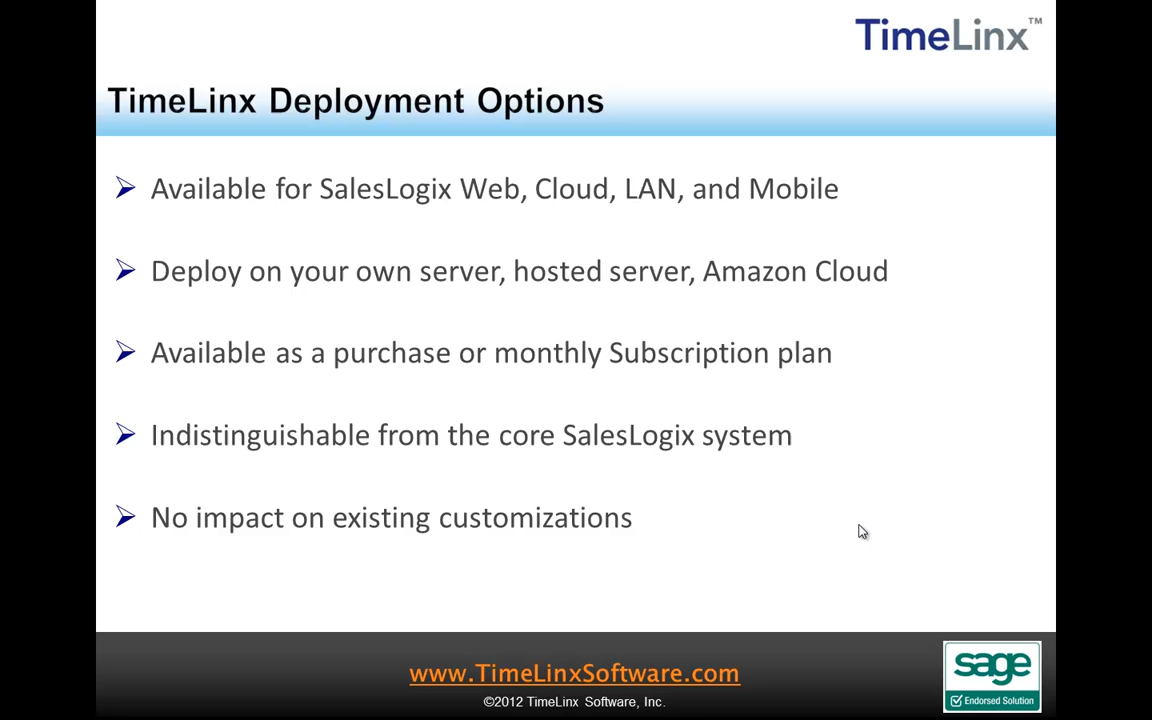 TimeLinx™
TimeLinx Deployment Options
Available for SalesLogix Web, Cloud, LAN, and Mobile
Deploy on your own server, hosted server, Amazon Cloud
Available as a purchase or monthly Subscription plan
Indistinguishable from the core SalesLogix system
No impact on existing customizations
www.TimeLinxSoftware.com
©2012 TimeLinx Software, Inc.
sage
Endorsed Solution